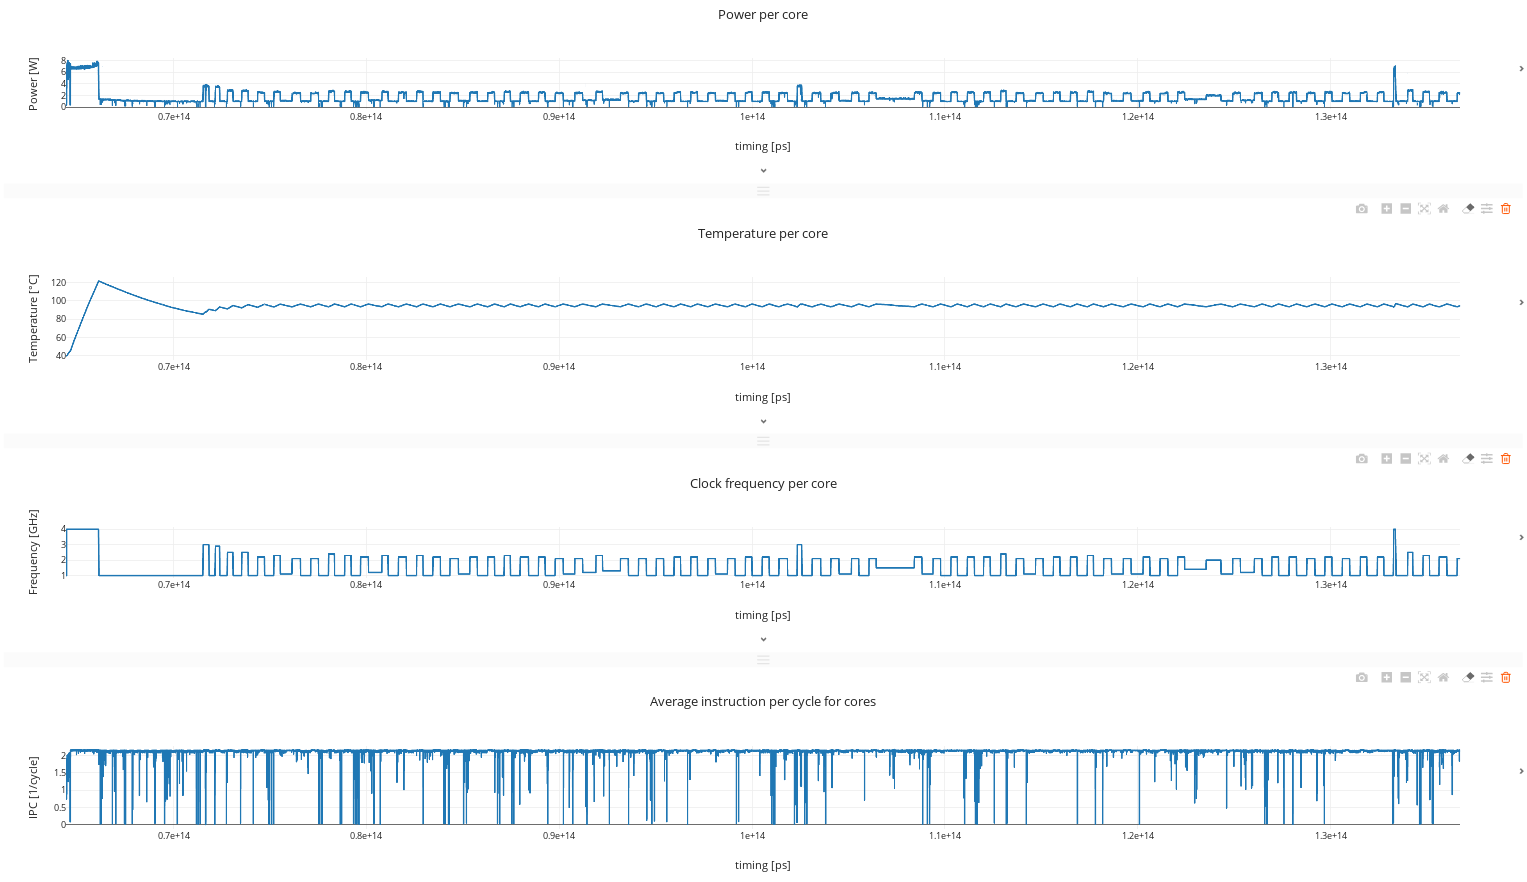 Power per core
Power [W]
8
6
4
2
0
0.7e+14 0.8e+14 0.9e+14 1e+14 1.1e+14 1.2e+14 1.3e+14
timing [ps]
Temperature per core
Temperature [°C]
120
100
80
60
40
0.7e+14 0.8e+14 0.9e+14 1e+14 1.1e+14 1.2e+14 1.3e+14
timing [ps]
Clock frequency per core
Frequency [GHz]
4
3
2
1
0.7e+14 0.8e+14 0.9e+14 1e+14 1.1e+14 1.2e+14 1.3e+14
timing [ps]
Average instruction per cycle for cores
IPC [1/cycle]
2
1.5
1
0.5
0
0.7e+14 0.8e+14 0.9e+14 1e+14 1.1e+14 1.2e+14 1.3e+14
timing [ps]